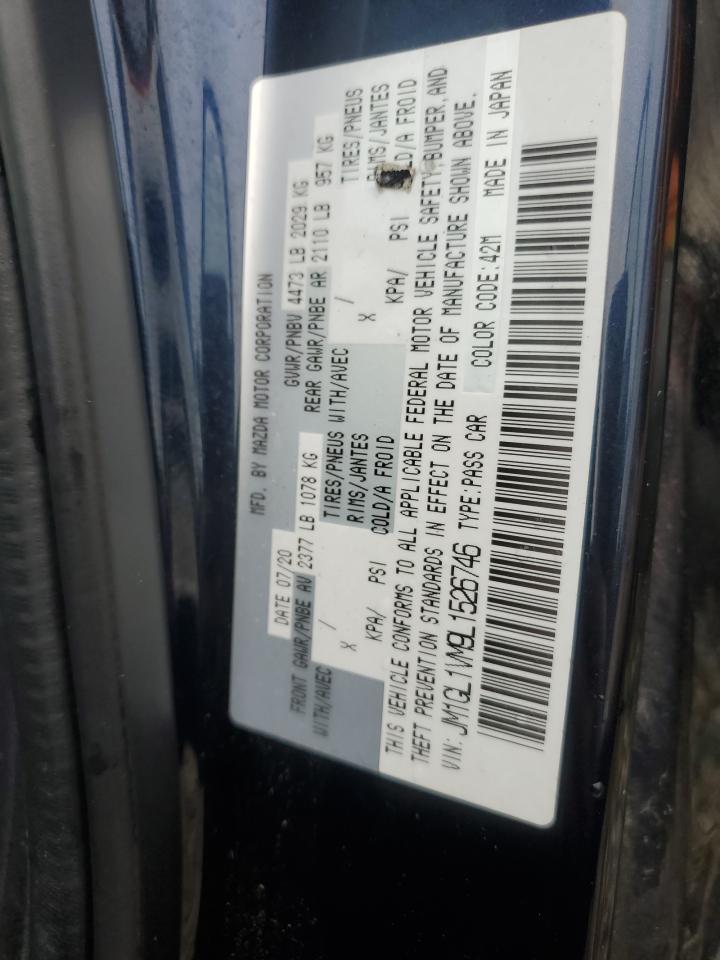 MFD. BY MAZDA MOTOR CORPORATION
DATE 07/20 GVWR/PNBV 4473 LB 2029 KG
FRONT GAWR/PNBE AV 2377 LB 1078 KG REAR GAWR/PNBE AR 2110 LB 957 KG
WITH/AVEC / TIRES/PNEUS WITH/AVEC / TIRES/PNEUS
X RIMS/JANTES X RIMS/JANTES
KPA/ PSI COLD/A FROID KPA/ PSI COLD/A FROID
THIS VEHICLE CONFORMS TO ALL APPLICABLE FEDERAL MOTOR VEHICLE SAFETY, BUMPER, AND
THEFT PREVENTION STANDARDS IN EFFECT ON THE DATE OF MANUFACTURE SHOWN ABOVE.
VIN: JM1GL1VM9L1526746 TYPE:PASS CAR COLOR CODE:42M MADE IN JAPAN